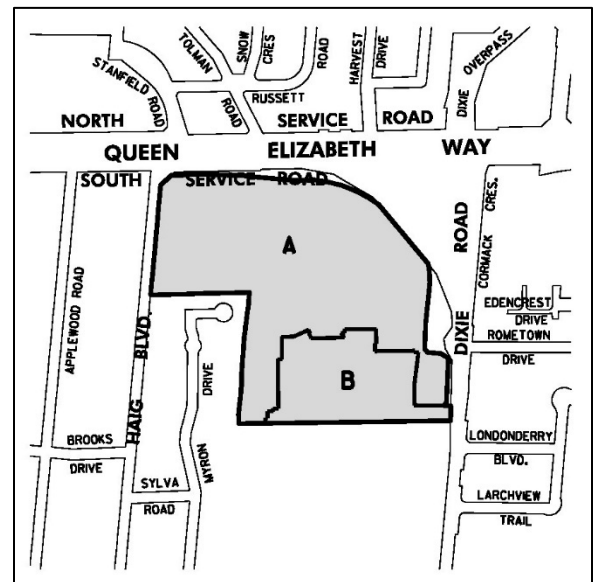 STANFIELD ROAD
TOLMAN
ROAD
SNOW
CRES
RUSSETT
ROAD
HARVEST
DRIVE
DIXIE
OVERPASS
NORTH SERVICE ROAD
QUEEN ELIZABETH WAY
SOUTH SERVICE ROAD
APPLEWOOD ROAD
HAIG BLVD.
A
B
DIXIE ROAD
CORMACK CRES.
EDENCREST
DRIVE
ROMETOWN
DRIVE
MYRON DRIVE
BROOKS
DRIVE
SYLVA
ROAD
LONDONDERRY
BLVD.
LARCHVIEW
TRAIL